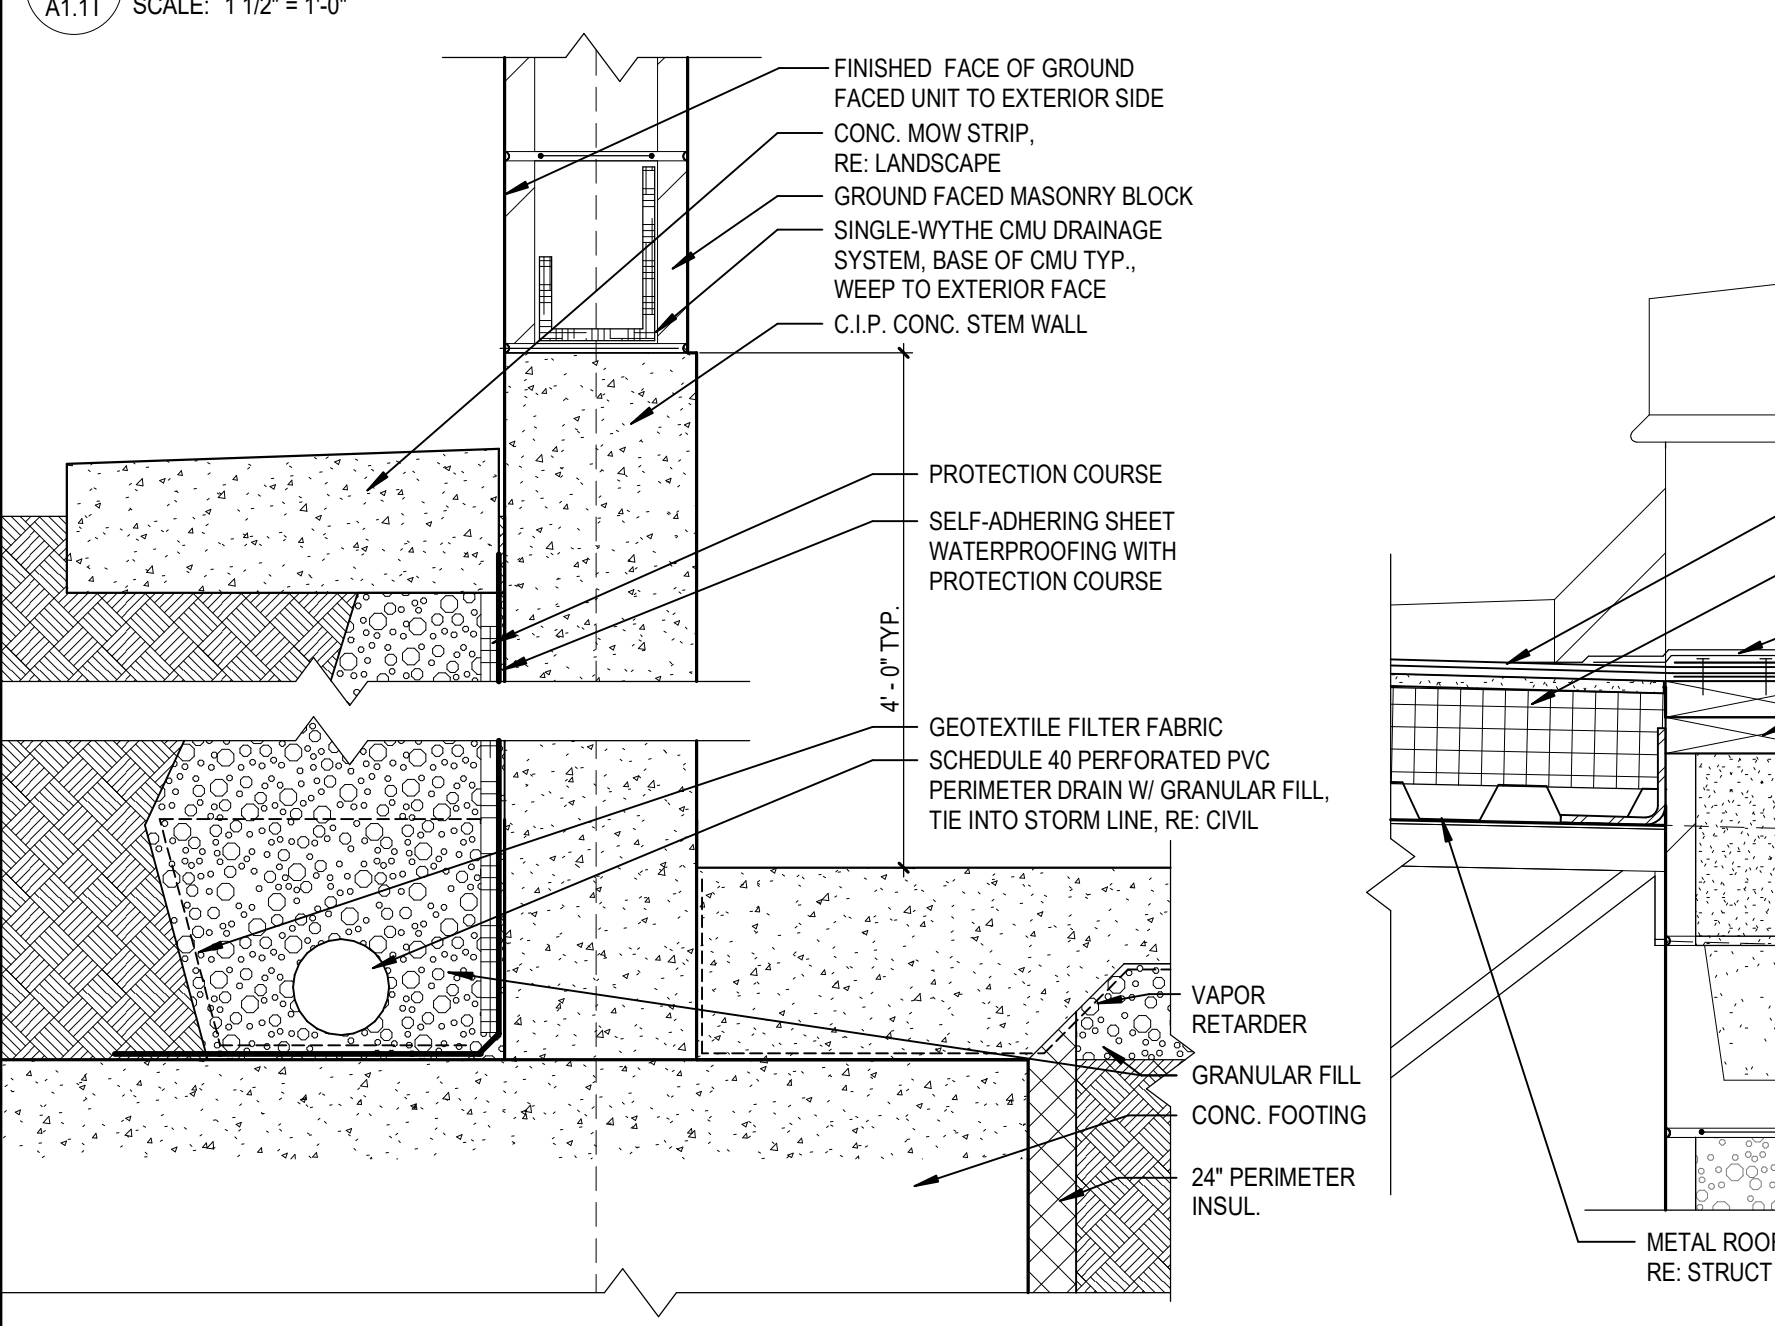 A1.11
SCALE: 1 1/2" = 1'-0"
FINISHED FACE OF GROUND
FACED UNIT TO EXTERIOR SIDE
CONC. MOW STRIP,
RE: LANDSCAPE
GROUND FACED MASONRY BLOCK
SINGLE-WYTHE CMU DRAINAGE
SYSTEM, BASE OF CMU TYP.,
WEEP TO EXTERIOR FACE
C.I.P. CONC. STEM WALL
PROTECTION COURSE
SELF-ADHERING SHEET
WATERPROOFING WITH
PROTECTION COURSE
4' - 0" TYP.
GEOTEXTILE FILTER FABRIC
SCHEDULE 40 PERFORATED PVC
PERIMETER DRAIN W/ GRANULAR FILL,
TIE INTO STORM LINE, RE: CIVIL
VAPOR
RETARDER
GRANULAR FILL
CONC. FOOTING
24" PERIMETER
INSUL.
METAL ROOF
RE: STRUCT